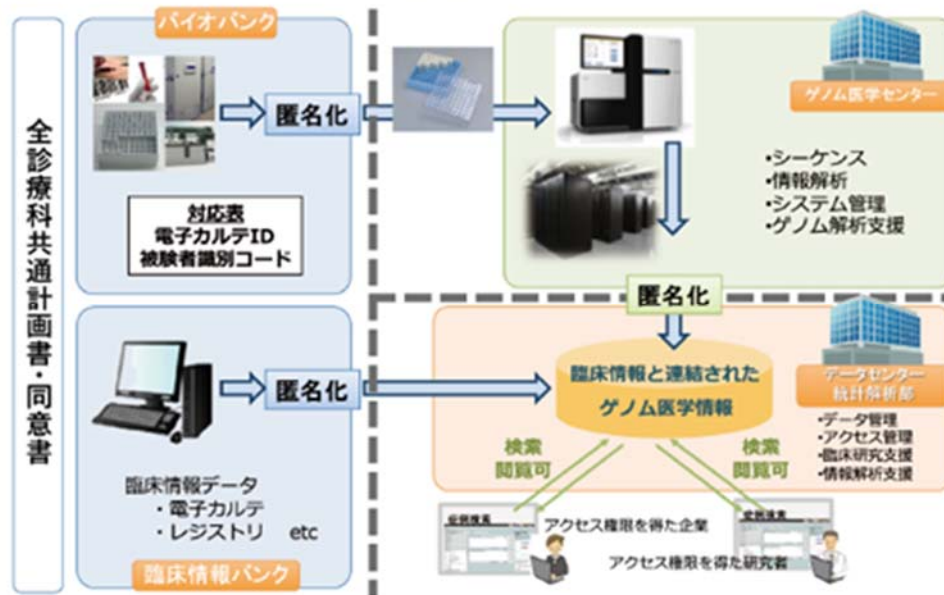 全診療科共通計画書・同意書
バイオバンク
匿名化
対応表
電子カルテID
被験者識別コード
ゲノム医学センター
・シーケンス
・情報解析
・システム管理
・ゲノム解析支援
匿名化
匿名化
臨床情報データ
・電子カルテ
・レジストリ etc
臨床情報バンク
臨床情報と連結された
ゲノム医学情報
データセンター
統計解析部
・データ管理
・アクセス管理
・臨床研究支援
・情報解析支援
検索
閲覧可
検索
閲覧可
症例検索
アクセス権限を得た企業
症例検索
アクセス権限を得た研究者